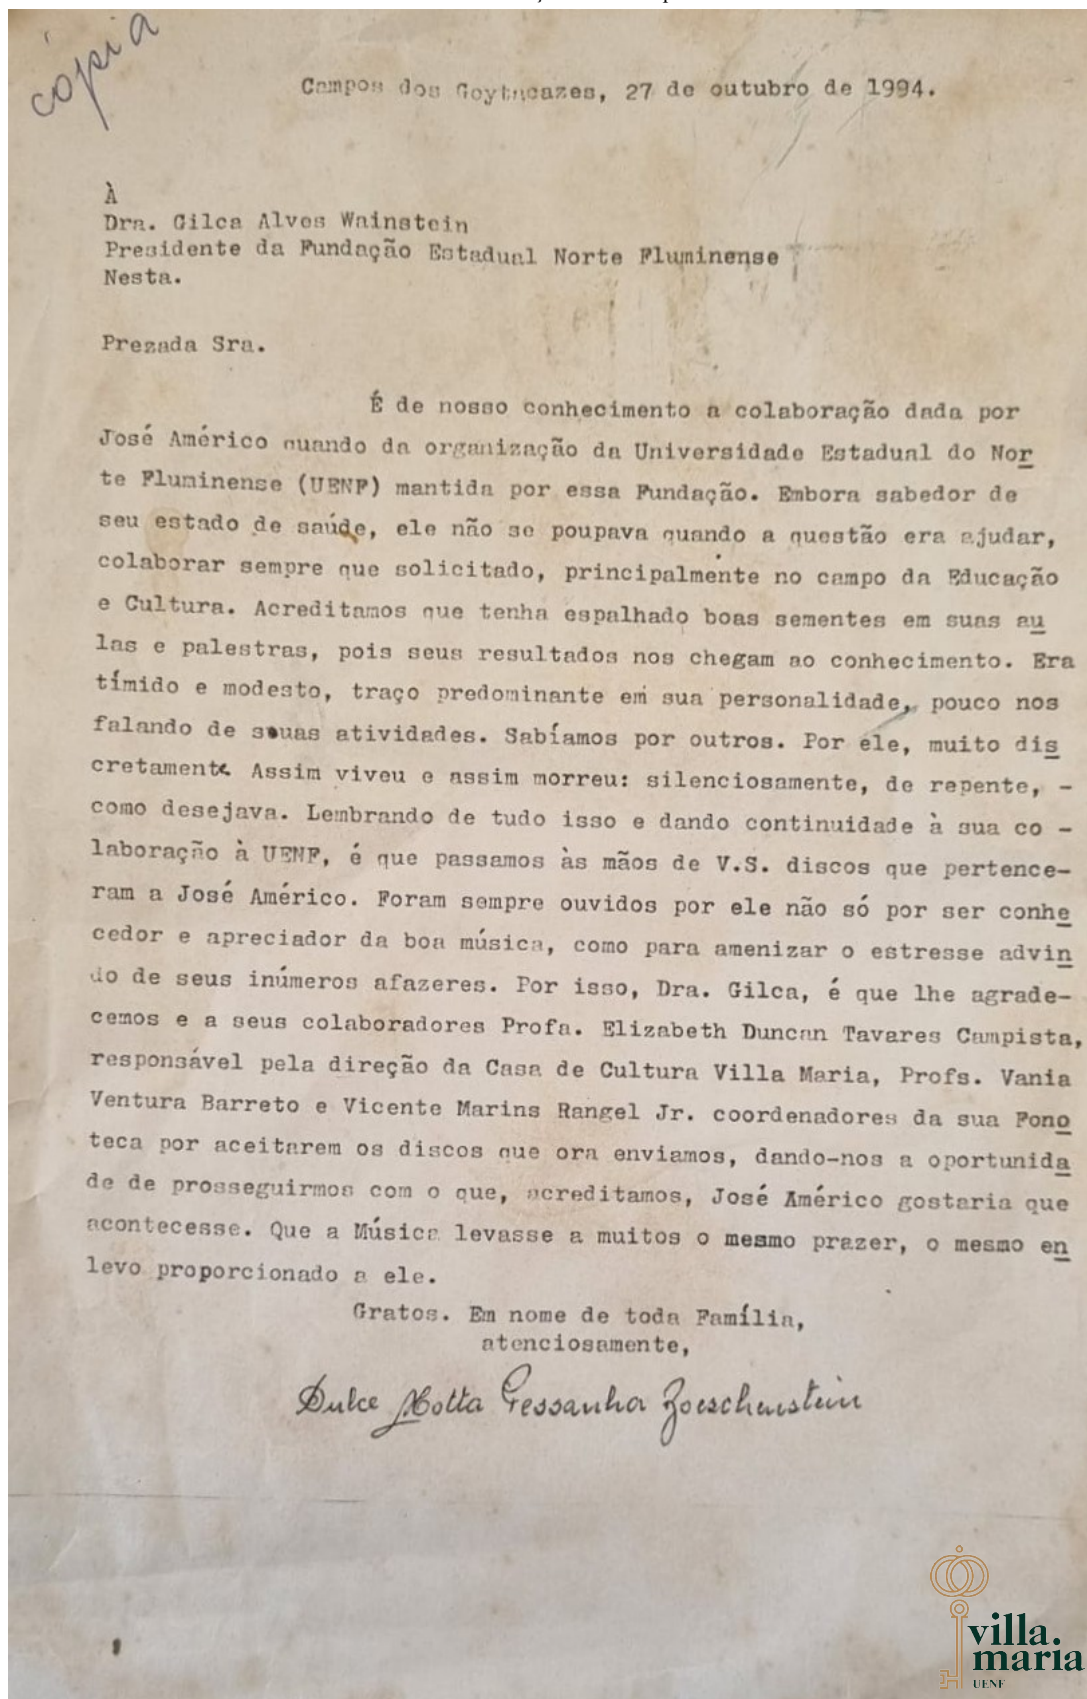 cópia
Campos dos Goytacazes, 27 de outubro de 1994.
À
Dra. Gilca Alves Wainstein
Presidente da Fundação Estadual Norte Fluminense
Nesta.
Prezada Sra.
É de nosso conhecimento a colaboração dada por
José Américo quando da organização da Universidade Estadual do Nor
te Fluminense (UENF) mantida por essa Fundação. Embora sabedor de
seu estado de saúde, ele não se poupava quando a questão era ajudar,
colaborar sempre que solicitado, principalmente no campo da Educação
e Cultura. Acreditamos que tenha espalhado boas sementes em suas au
las e palestras, pois seus resultados nos chegam ao conhecimento. Era
tímido e modesto, traço predominante em sua personalidade, pouco nos
falando de souas atividades. Sabíamos por outros. Por ele, muito dis
cretamente Assim viveu e assim morreu: silenciosamente, de repente, -
como desejava. Lembrando de tudo isso e dando continuidade à sua co -
laboração à UENF, é que passamos às mãos de V.S. discos que pertence-
ram a José Américo. Foram sempre ouvidos por ele não só por ser conhe
cedor e apreciador da boa música, como para amenizar o estresse advin
do de seus inúmeros afazeres. Por isso, Dra. Gilca, é que lhe agrade-
cemos e a seus colaboradores Profa. Elizabeth Duncan Tavares Campista,
responsável pela direção da Casa de Cultura Villa Maria, Profs. Vania
Ventura Barreto e Vicente Marins Rangel Jr. coordenadores da sua Fono
teca por aceitarem os discos que ora enviamos, dando-nos a oportunida
de de prosseguirmos com o que, acreditamos, José Américo gostaria que
acontecesse. Que a Música levasse a muitos o mesmo prazer, o mesmo en
levo proporcionado a ele.
Gratos. Em nome de toda Família,
atenciosamente,
Dulce Motta Pessanha Zoeschenstein
villa.
maria
UENF